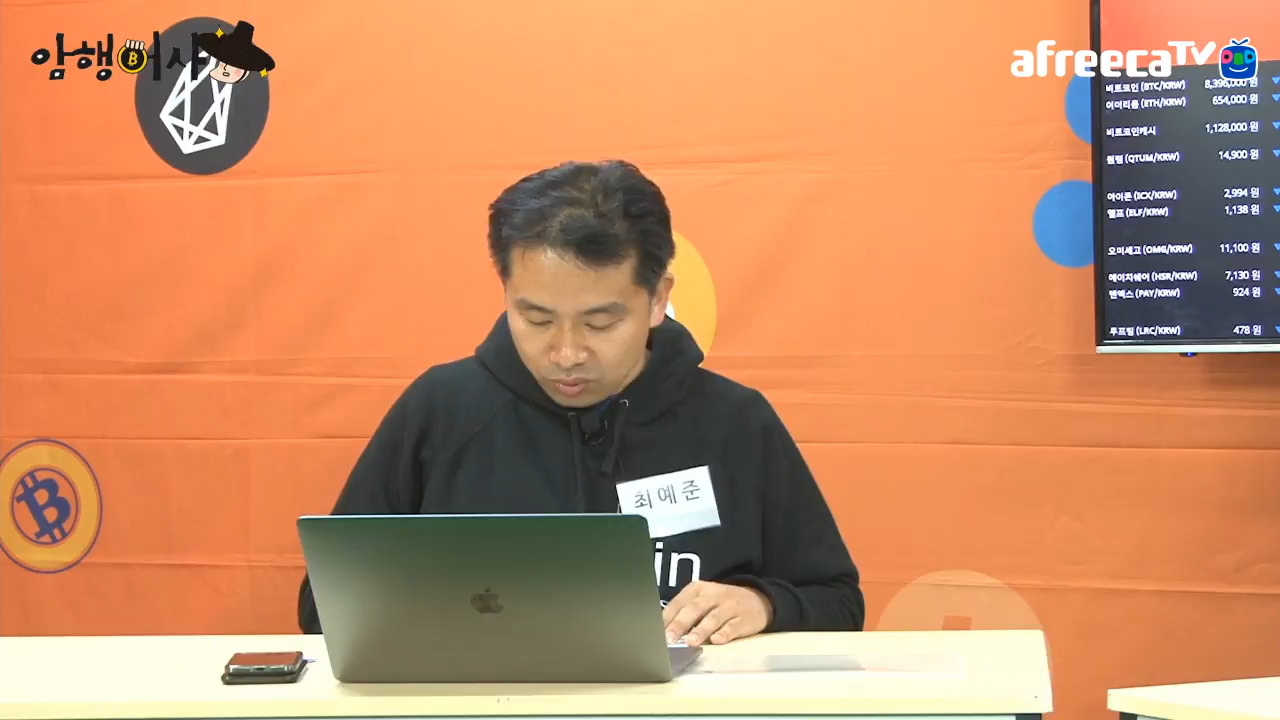 암행어사
afreecaTV
비트코인 (BTC/KRW) 8,396,000 원
이더리움 (ETH/KRW) 654,000 원
비트코인캐시 1,128,000 원
퀀텀 (QTUM/KRW) 14,900 원
아이콘 (ICX/KRW) 2,994 원
엘프 (ELF/KRW) 1,138 원
오미세고 (OMG/KRW) 11,100 원
에이치쉐어 (HSR/KRW) 7,130 원
텐엑스 (PAY/KRW) 924 원
루프링 (LRC/KRW) 478 원
최예준
in